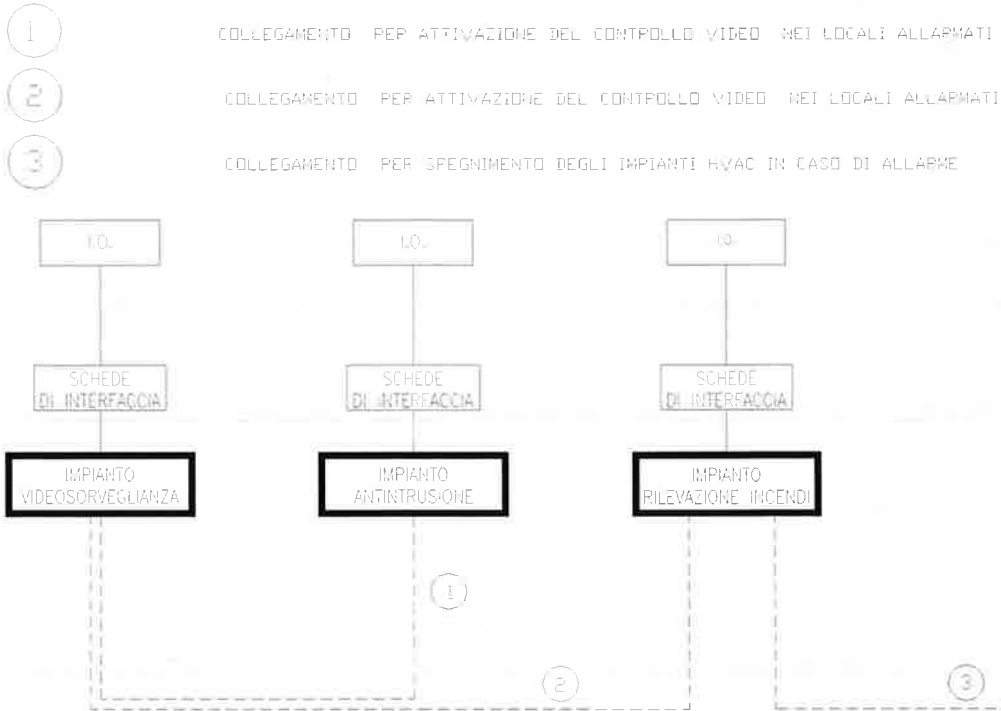 1
COLLEGAMENTO PER ATTIVAZIONE DEL CONTROLLO VIDEO NEI LOCALI ALLARMATI
2
COLLEGAMENTO PER ATTIVAZIONE DEL CONTROLLO VIDEO NEI LOCALI ALLARMATI
3
COLLEGAMENTO PER SPEGNIMENTO DEGLI IMPIANTI HVAC IN CASO DI ALLARME
I.O.
I.O.
I.O.
SCHEDE
DI INTERFACCIA
SCHEDE
DI INTERFACCIA
SCHEDE
DI INTERFACCIA
IMPIANTO
VIDEOSORVEGLIANZA
IMPIANTO
ANTINTRUSIONE
IMPIANTO
RILEVAZIONE INCENDI
1
2
3